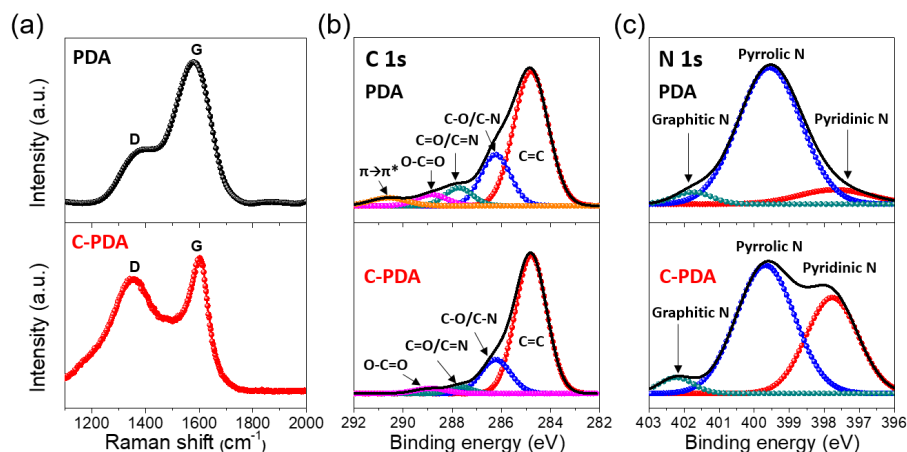 (a)
PDA
D
G
Intensity (a.u.)
C-PDA
D
G
Intensity (a.u.)
1200 1400 1600 1800 2000
Raman shift (cm-1)
(b)
C 1s
PDA
C-O/C-N
C=O/C=N
O-C=O
π→π*
C=C
C-PDA
C-O/C-N
C=O/C=N
O-C=O
C=C
292 290 288 286 284 282
Binding energy (eV)
(c)
N 1s
PDA
Pyrrolic N
Graphitic N
Pyridinic N
C-PDA
Pyrrolic N
Pyridinic N
Graphitic N
403 402 401 400 399 398 397 396
Binding energy (eV)